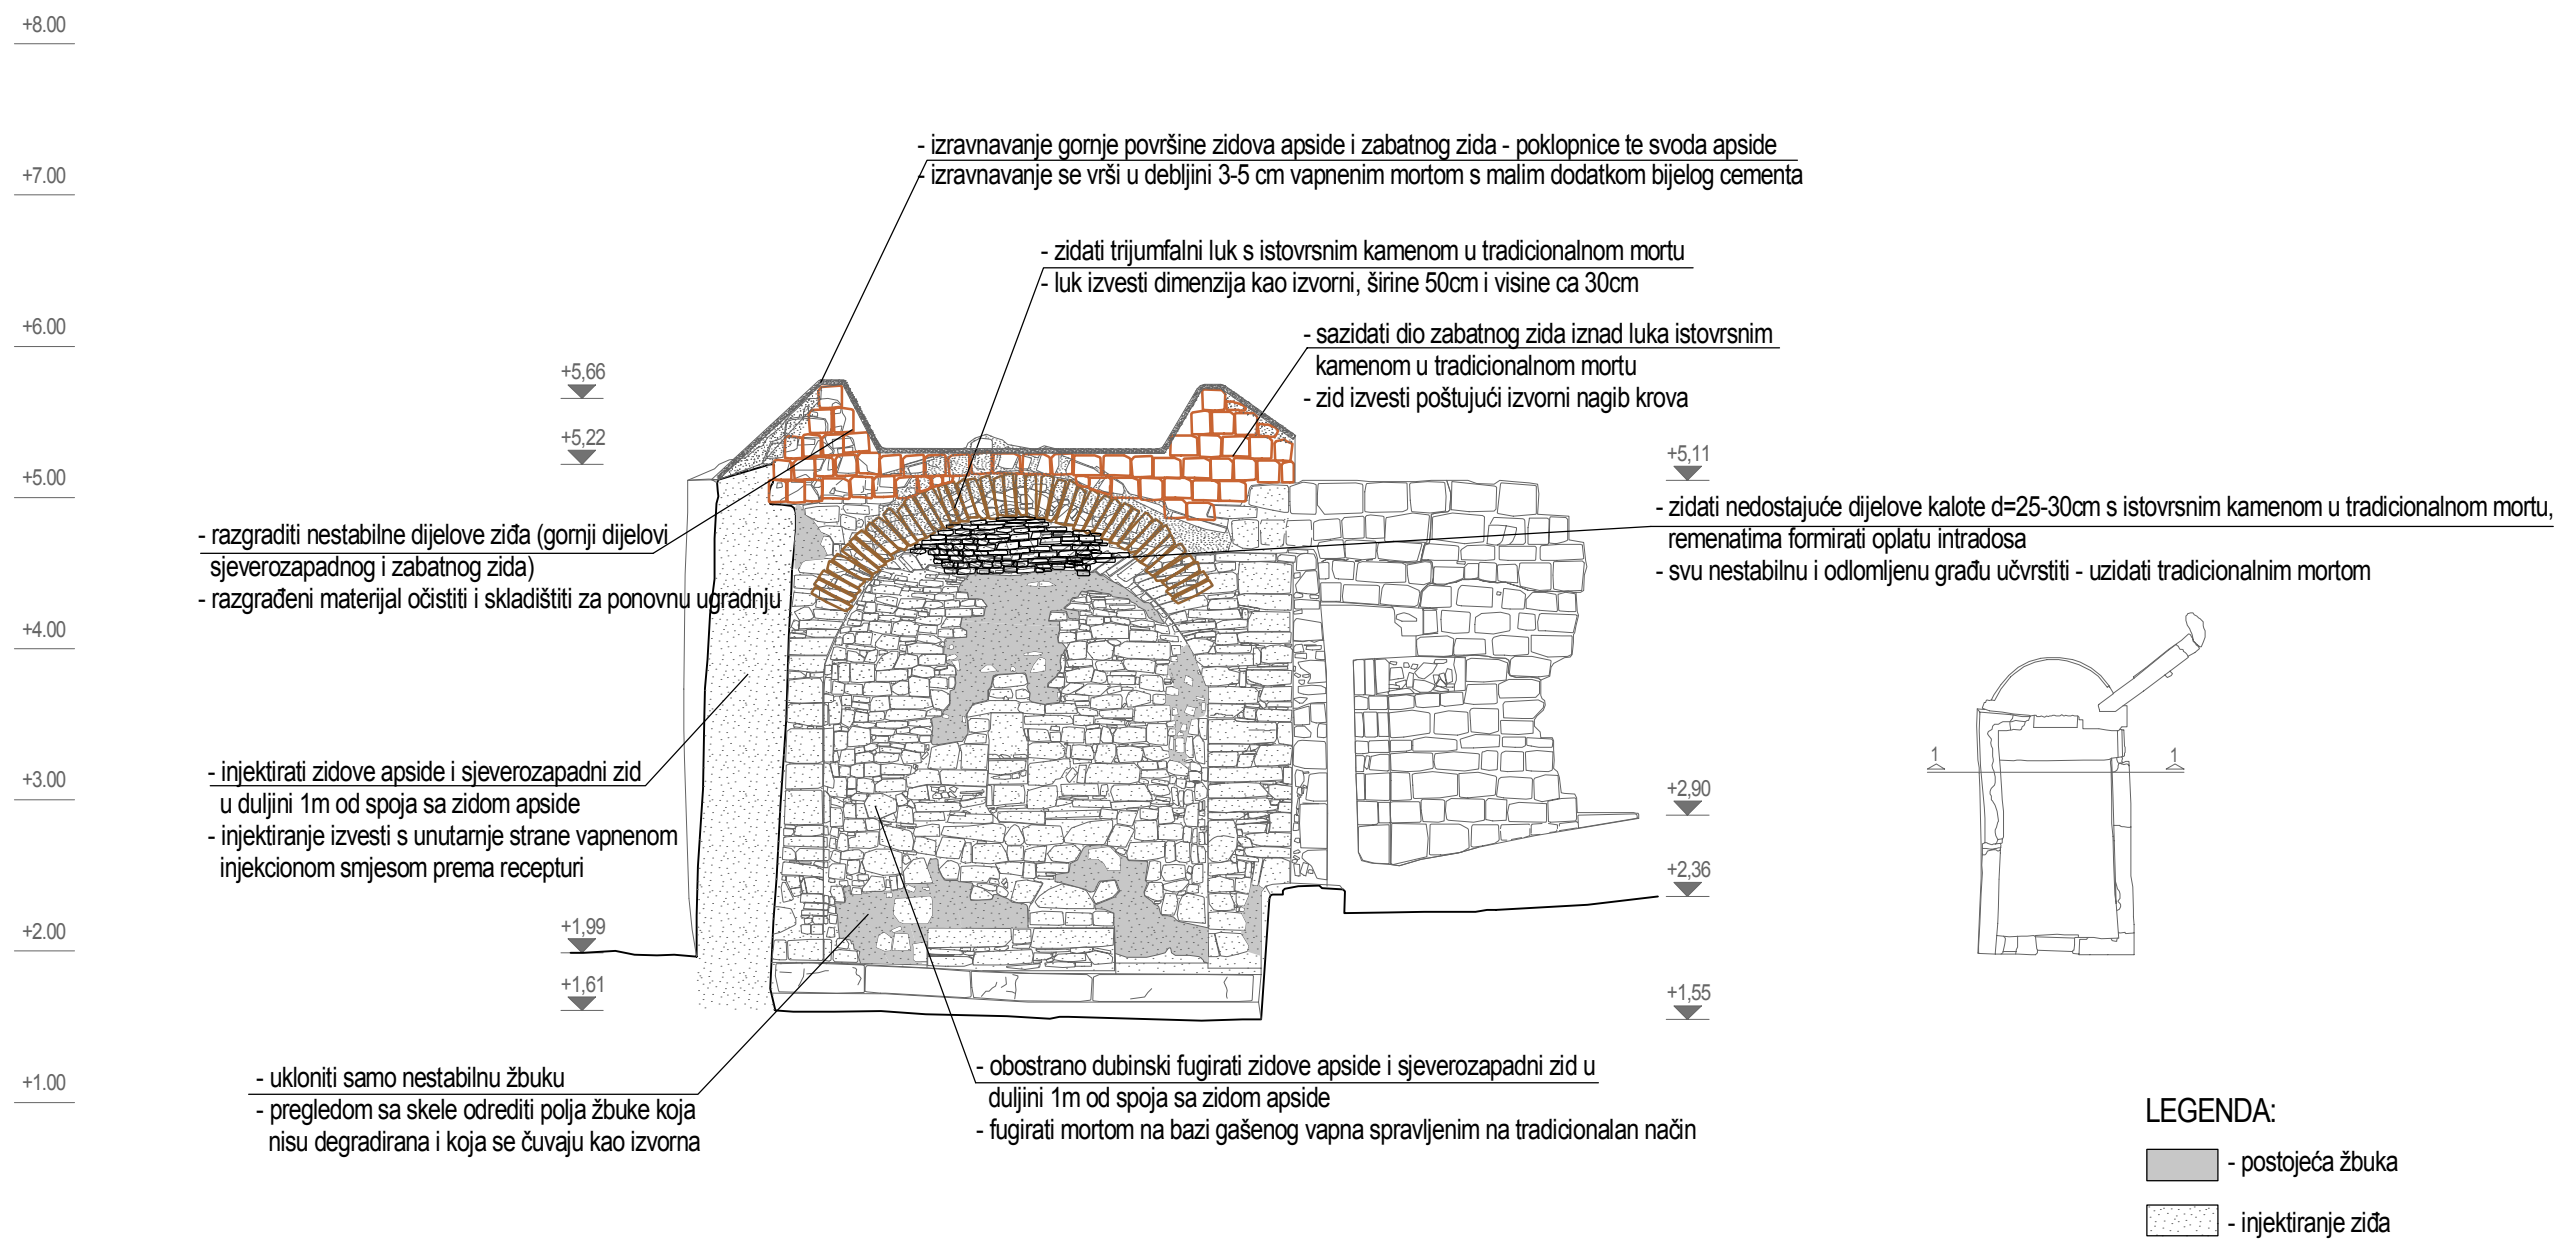 +8.00
+7.00
+6.00
+5.00
+4.00
+3.00
+2.00
+1.00
- izravnavanje gornje površine zidova apside i zabatnog zida - poklopnice te svoda apside
- izravnavanje se vrši u debljini 3-5 cm vapnenim mortom s malim dodatkom bijelog cementa
- zidati trijumfalni luk s istovrsnim kamenom u tradicionalnom mortu
- luk izvesti dimenzija kao izvorni, širine 50cm i visine ca 30cm
- sazidati dio zabatnog zida iznad luka istovrsnim
kamenom u tradicionalnom mortu
- zid izvesti poštujući izvorni nagib krova
+5,66
+5,22
+5,11
- zidati nedostajuće dijelove kalote d=25-30cm s istovrsnim kamenom u tradicionalnom mortu,
remenatima formirati oplatu intradosa
- svu nestabilnu i odlomljenu građu učvrstiti - uzidati tradicionalnim mortom
- razgraditi nestabilne dijelove ziđa (gornji dijelovi
sjeverozapadnog i zabatnog zida)
- razgrađeni materijal očistiti i skladištiti za ponovnu ugradnju
- injektirati zidove apside i sjeverozapadni zid
u duljini 1m od spoja sa zidom apside
- injektiranje izvesti s unutarnje strane vapnenom
injekcionom smjesom prema recepturi
1
1
+2,90
+2,36
+1,99
+1,61
+1,55
- ukloniti samo nestabilnu žbuku
- pregledom sa skele odrediti polja žbuke koja
nisu degradirana i koja se čuvaju kao izvorna
- obostrano dubinski fugirati zidove apside i sjeverozapadni zid u
duljini 1m od spoja sa zidom apside
- fugirati mortom na bazi gašenog vapna spravljenim na tradicionalan način
LEGENDA:
- postojeća žbuka
- injektiranje ziđa